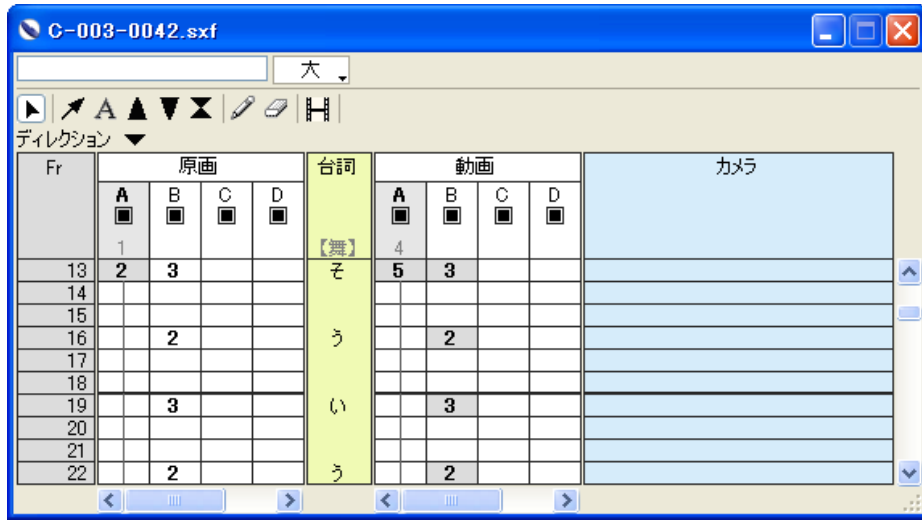 C-003-0042.sxf
大
A
ディレクション
Fr 原画 台詞 動画 カメラ
A B C D A B C D
1 【舞】 4
13 2 3 そ 5 3
14
15
16 2 う 2
17
18
19 3 い 3
20
21
22 2 う 2